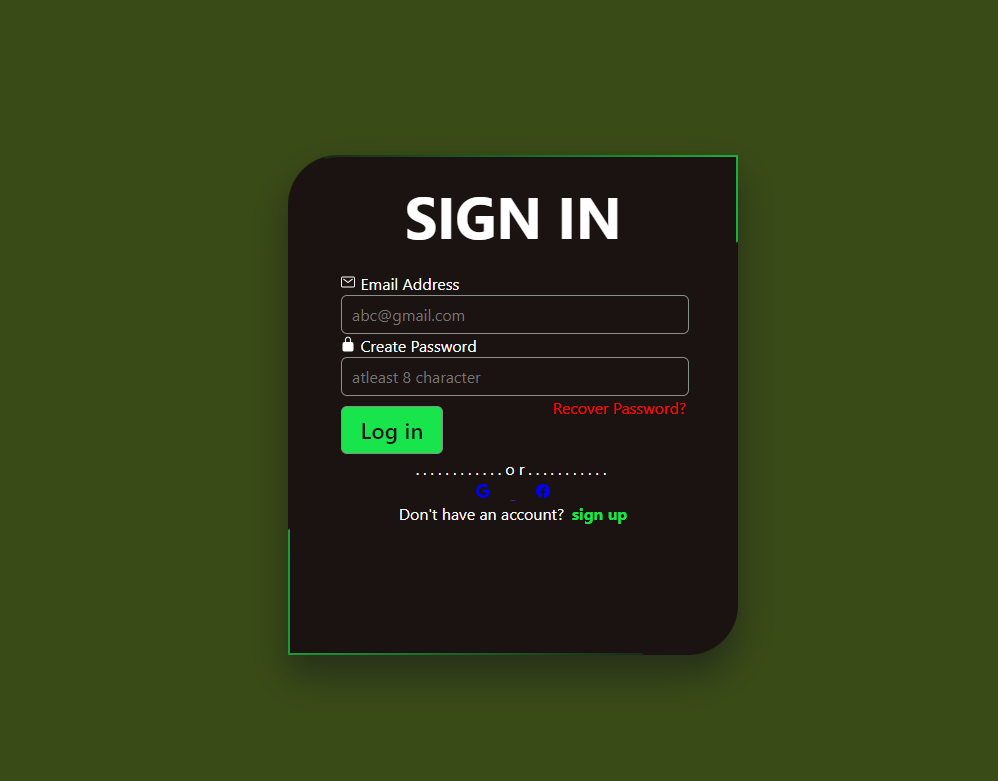 SIGN IN
Email Address
abc@gmail.com
Create Password
atleast 8 character
Recover Password?
Log in
. . . . . . . . . . . . o r . . . . . . . . . . .
Don't have an account? sign up